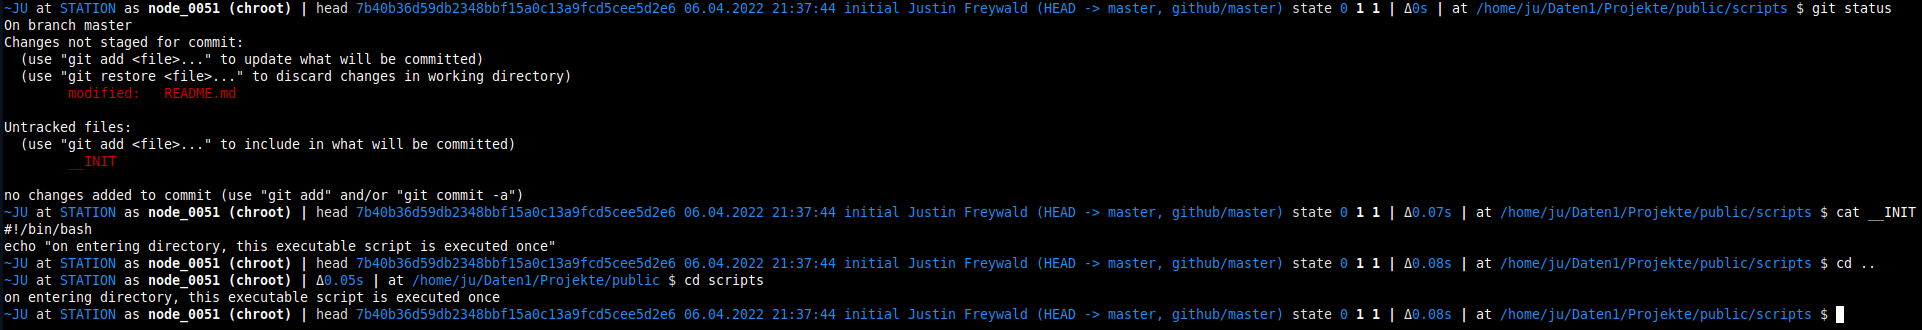 ~JU at STATION as node_0051 (chroot) | head 7b40b36d59db2348bbf15a0c13a9fcd5cee5d2e6 06.04.2022 21:37:44 initial Justin Freywald (HEAD -> master, github/master) state 0 1 1 | Δ0s | at /home/ju/Daten1/Projekte/public/scripts $ git status
On branch master
Changes not staged for commit:
  (use "git add <file>..." to update what will be committed)
  (use "git restore <file>..." to discard changes in working directory)
        modified:   README.md

Untracked files:
  (use "git add <file>..." to include in what will be committed)
        __INIT

no changes added to commit (use "git add" and/or "git commit -a")
~JU at STATION as node_0051 (chroot) | head 7b40b36d59db2348bbf15a0c13a9fcd5cee5d2e6 06.04.2022 21:37:44 initial Justin Freywald (HEAD -> master, github/master) state 0 1 1 | Δ0.07s | at /home/ju/Daten1/Projekte/public/scripts $ cat __INIT
#!/bin/bash
echo "on entering directory, this executable script is executed once"
~JU at STATION as node_0051 (chroot) | head 7b40b36d59db2348bbf15a0c13a9fcd5cee5d2e6 06.04.2022 21:37:44 initial Justin Freywald (HEAD -> master, github/master) state 0 1 1 | Δ0.08s | at /home/ju/Daten1/Projekte/public/scripts $ cd ..
~JU at STATION as node_0051 (chroot) | Δ0.05s | at /home/ju/Daten1/Projekte/public $ cd scripts
on entering directory, this executable script is executed once
~JU at STATION as node_0051 (chroot) | head 7b40b36d59db2348bbf15a0c13a9fcd5cee5d2e6 06.04.2022 21:37:44 initial Justin Freywald (HEAD -> master, github/master) state 0 1 1 | Δ0.08s | at /home/ju/Daten1/Projekte/public/scripts $